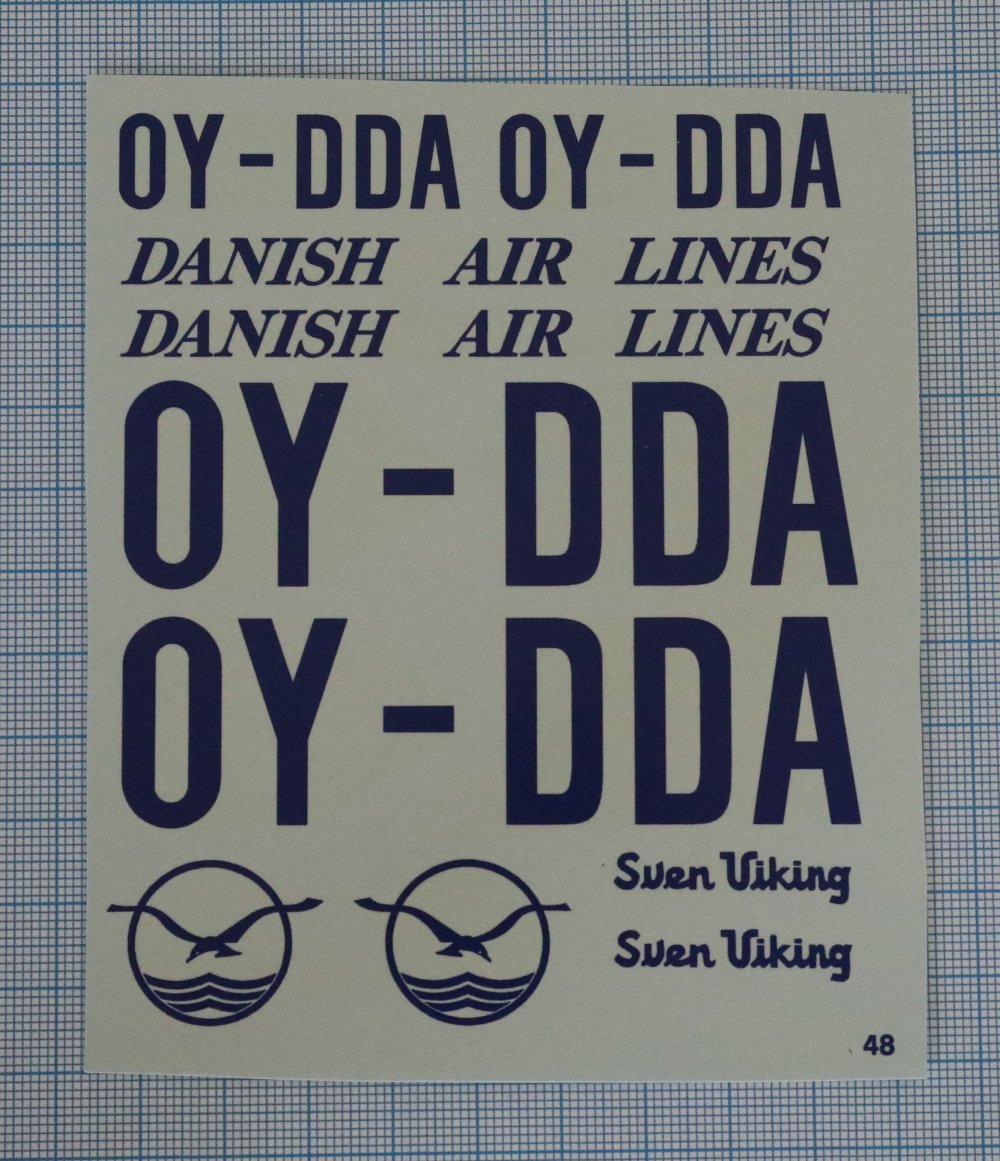 OY-DDA OY-DDA
DANISH AIR LINES
DANISH AIR LINES
OY-DDA
OY-DDA
Sven Viking
Sven Viking
48